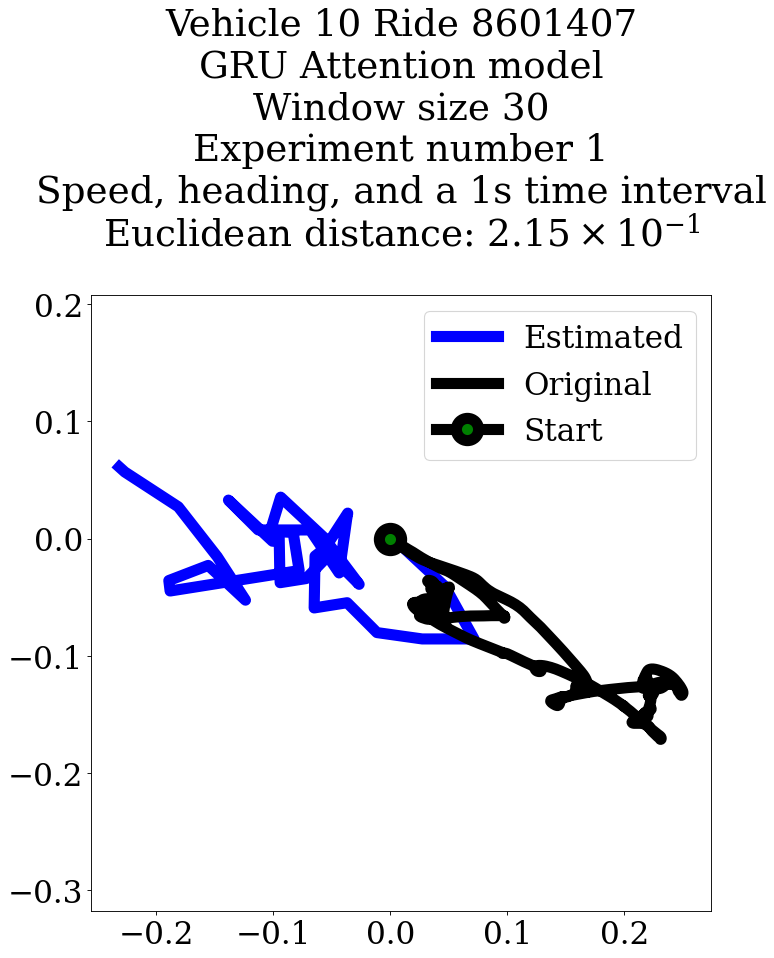 Vehicle 10 Ride 8601407
GRU Attention model
Window size 30
Experiment number 1
Speed, heading, and a 1s time interval
Euclidean distance: 2.15 × 10⁻¹
Estimated
Original
Start
0.2
0.1
0.0
−0.1
−0.2
−0.3
−0.2 −0.1 0.0 0.1 0.2